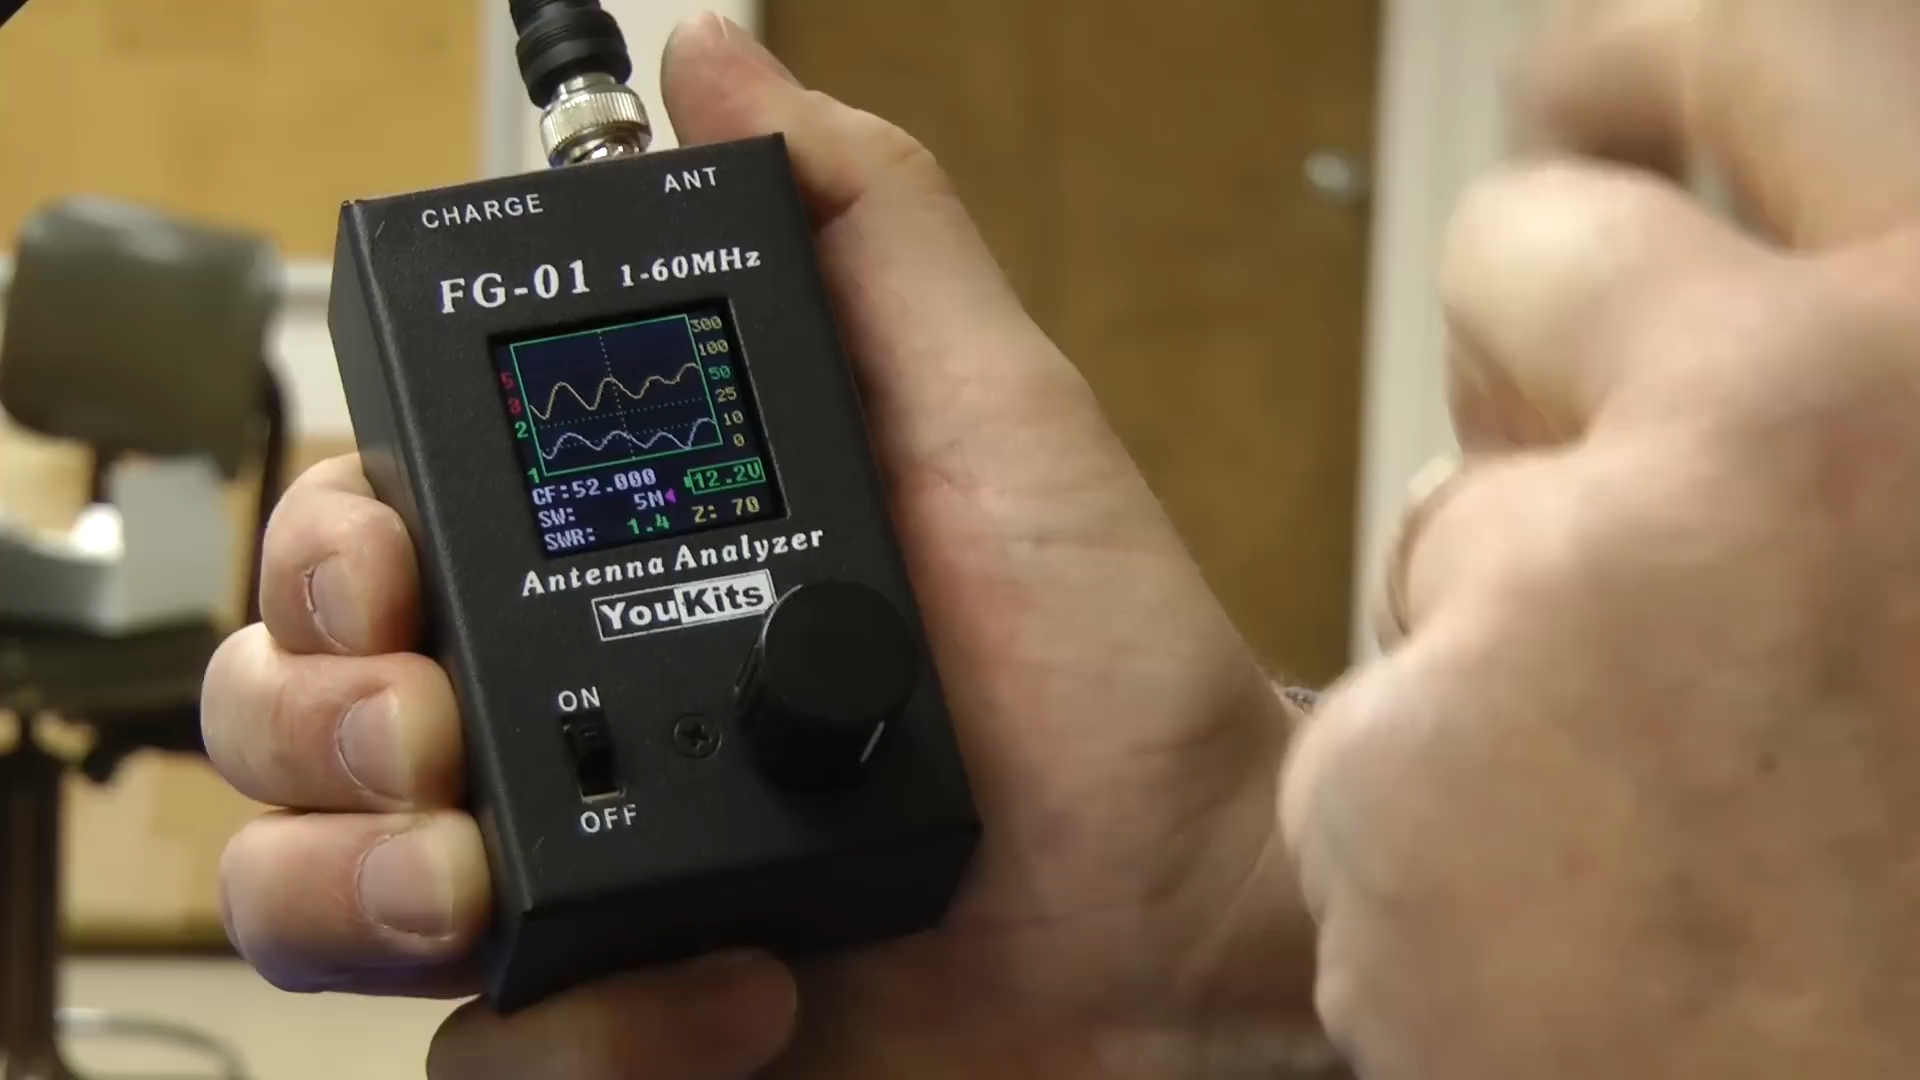 CHARGE ANT
FG-01 1-60MHz
300
100
5 50
3 25
2 10
0
1
CF:52.000 12.2V
SW: 5M
SWR: 1.4 Z: 70
Antenna Analyzer
YouKits
ON
OFF